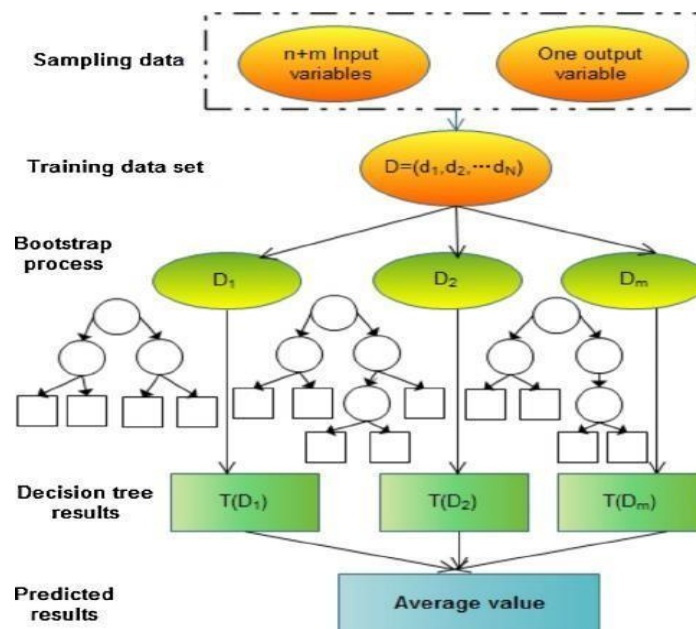 Sampling data
n+m Input
variables
One output
variable
Training data set
D=(d₁,d₂,⋯d_N)
Bootstrap
process
D₁
D₂
Dₘ
Decision tree
results
T(D₁)
T(D₂)
T(Dₘ)
Predicted
results
Average value